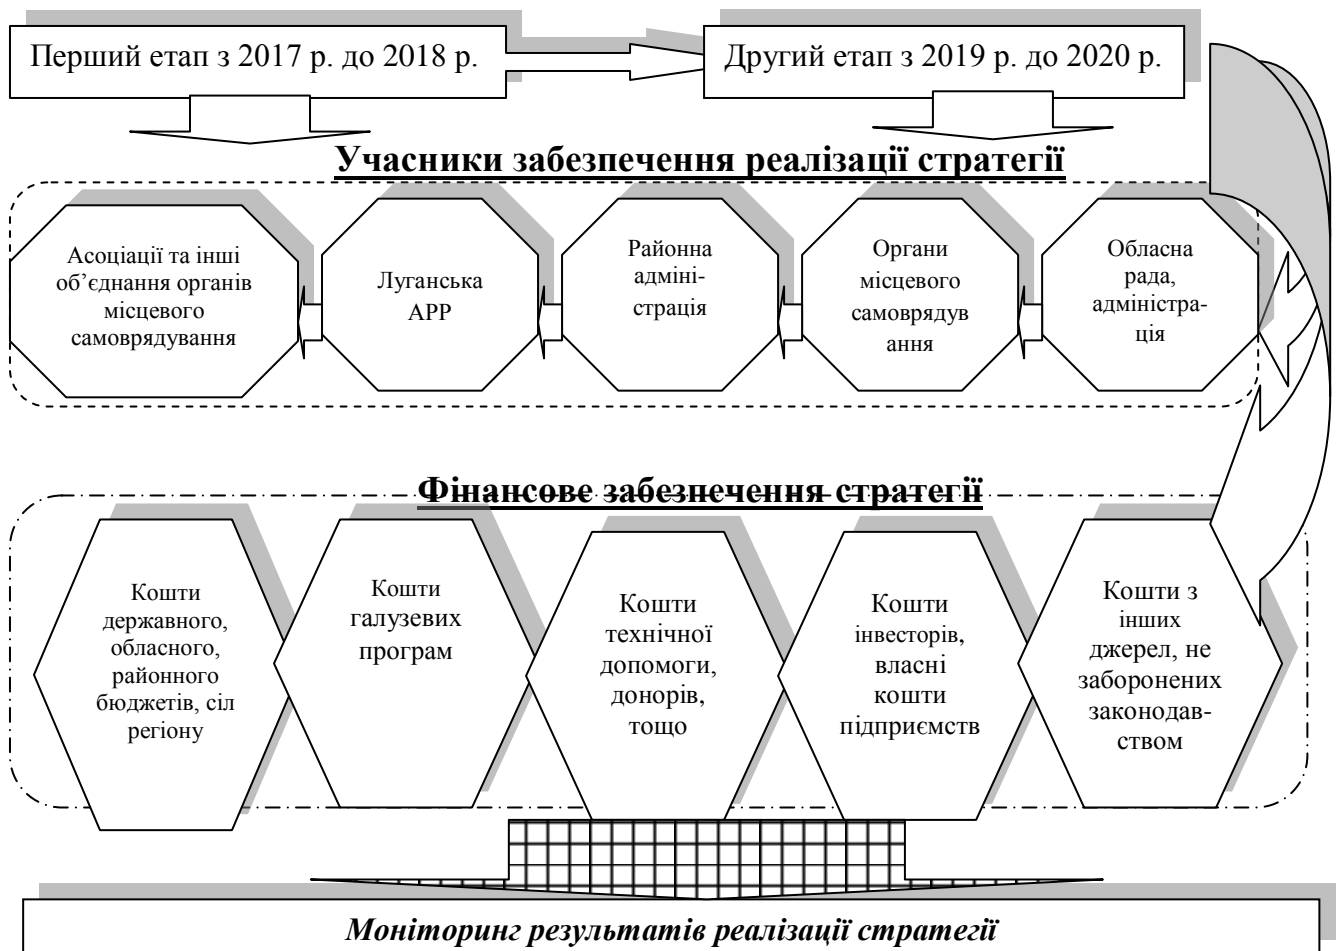 Перший етап з 2017 р. до 2018 р.
Другий етап з 2019 р. до 2020 р.
Учасники забезпечення реалізації стратегії
Асоціації та інші
об’єднання органів
місцевого
самоврядування
Луганська
АРР
Районна
адміні-
страція
Органи
місцевого
самоврядув
ання
Обласна
рада,
адміністра-
ція
Фінансове забезпечення стратегії
Кошти
державного,
обласного,
районного
бюджетів, сіл
регіону
Кошти
галузевих
програм
Кошти
технічної
допомоги,
донорів,
тощо
Кошти
інвесторів,
власні
кошти
підприємств
Кошти з
інших
джерел, не
заборонених
законодав-
ством
Моніторинг результатів реалізації стратегії